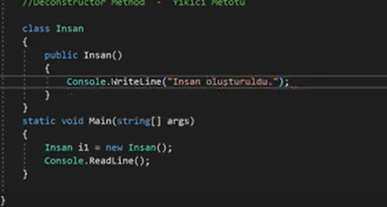 //Deconstructor Method - Yıkıcı Metotu
class Insan
{
public Insan()
{
Console.WriteLine("Insan oluşturuldu.");
}
}
static void Main(string[] args)
{
Insan i1 = new Insan();
Console.ReadLine();
}
}